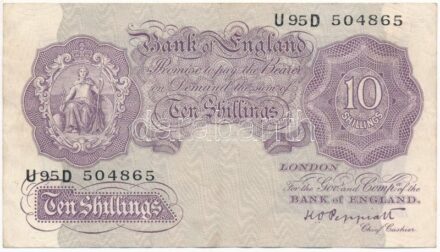 U95D 504865
Bank of England
Promise to pay the Bearer
on Demand the sum of
Ten Shillings
10
SHILLINGS
U95D 504865
LONDON
For the Gov.r and Comp.a of the
BANK OF ENGLAND.
K O Peppiatt
Chief Cashier.
Ten Shillings